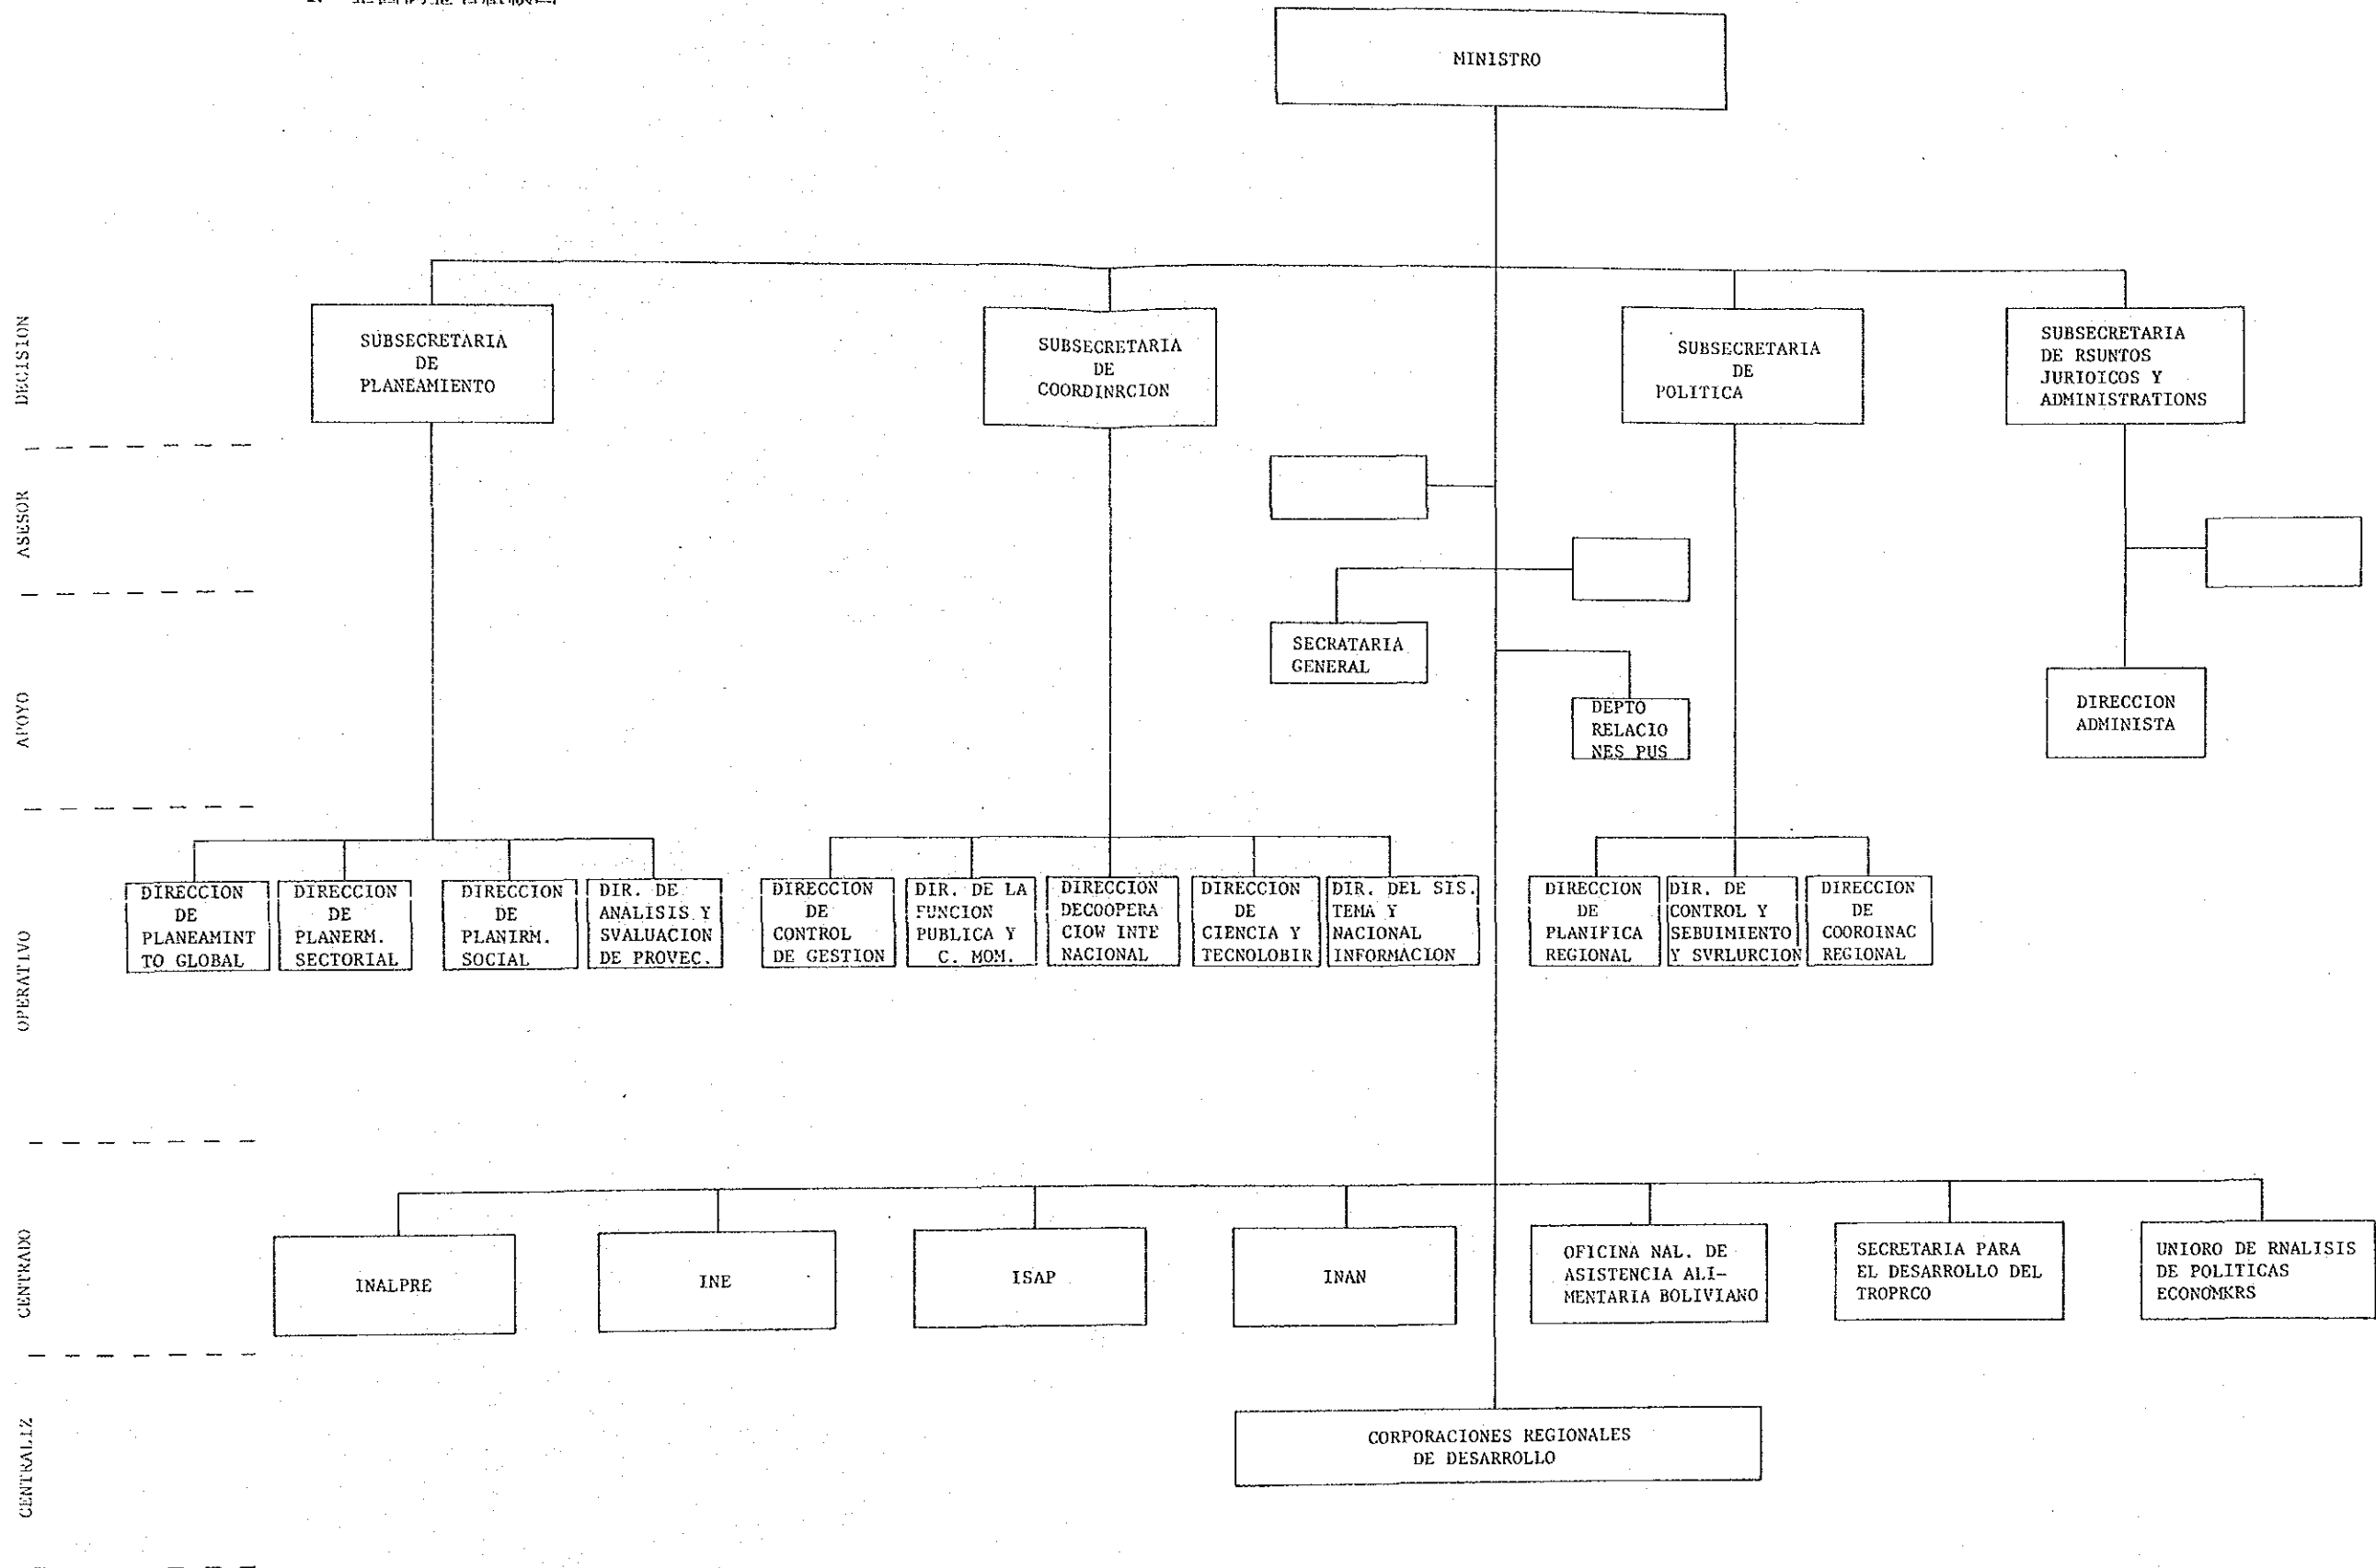 MINISTRO
DECISION
SUBSECRETARIA
DE
PLANEAMIENTO
SUBSECRETARIA
DE
COORDINRCION
SUBSECRETARIA
DE
POLITICA
SUBSECRETARIA
DE RSUNTOS
JURIOICOS Y
ADMINISTRATIONS
ASESOR
APOYO
SECRATARIA
GENERAL
DEPTO
RELACIO
NES PUS
DIRECCION
ADMINISTA
OPERATIVO
DIRECCION
DE
PLANEAMINT
TO GLOBAL
DIRECCION
DE
PLANERM.
SECTORIAL
DIRECCION
DE
PLANIRM.
SOCIAL
DIR. DE
ANALISIS Y
SVALUACION
DE PROVEC.
DIRECCION
DE
CONTROL
DE GESTION
DIR. DE LA
FUNCION
PUBLICA Y
C. MOM.
DIRECCION
DECOOPERA
CIOW INTE
NACIONAL
DIRECCION
DE
CIENCIA Y
TECNOLOBIR
DIR. DEL SIS.
TEMA Y
NACIONAL
INFORMACION
DIRECCION
DE
PLANIFICA
REGIONAL
DIR. DE
CONTROL Y
SEBUIMIENTO
Y SVRLURCION
DIRECCION
DE
COOROINAC
REGIONAL
CENTRADO
INALPRE
INE
ISAP
INAN
OFICINA NAL. DE
ASISTENCIA ALI-
MENTARIA BOLIVIANO
SECRETARIA PARA
EL DESARROLLO DEL
TROPRCO
UNIORO DE RNALISIS
DE POLITICAS
ECONOMKRS
CENTRALIZ
CORPORACIONES REGIONALES
DE DESARROLLO